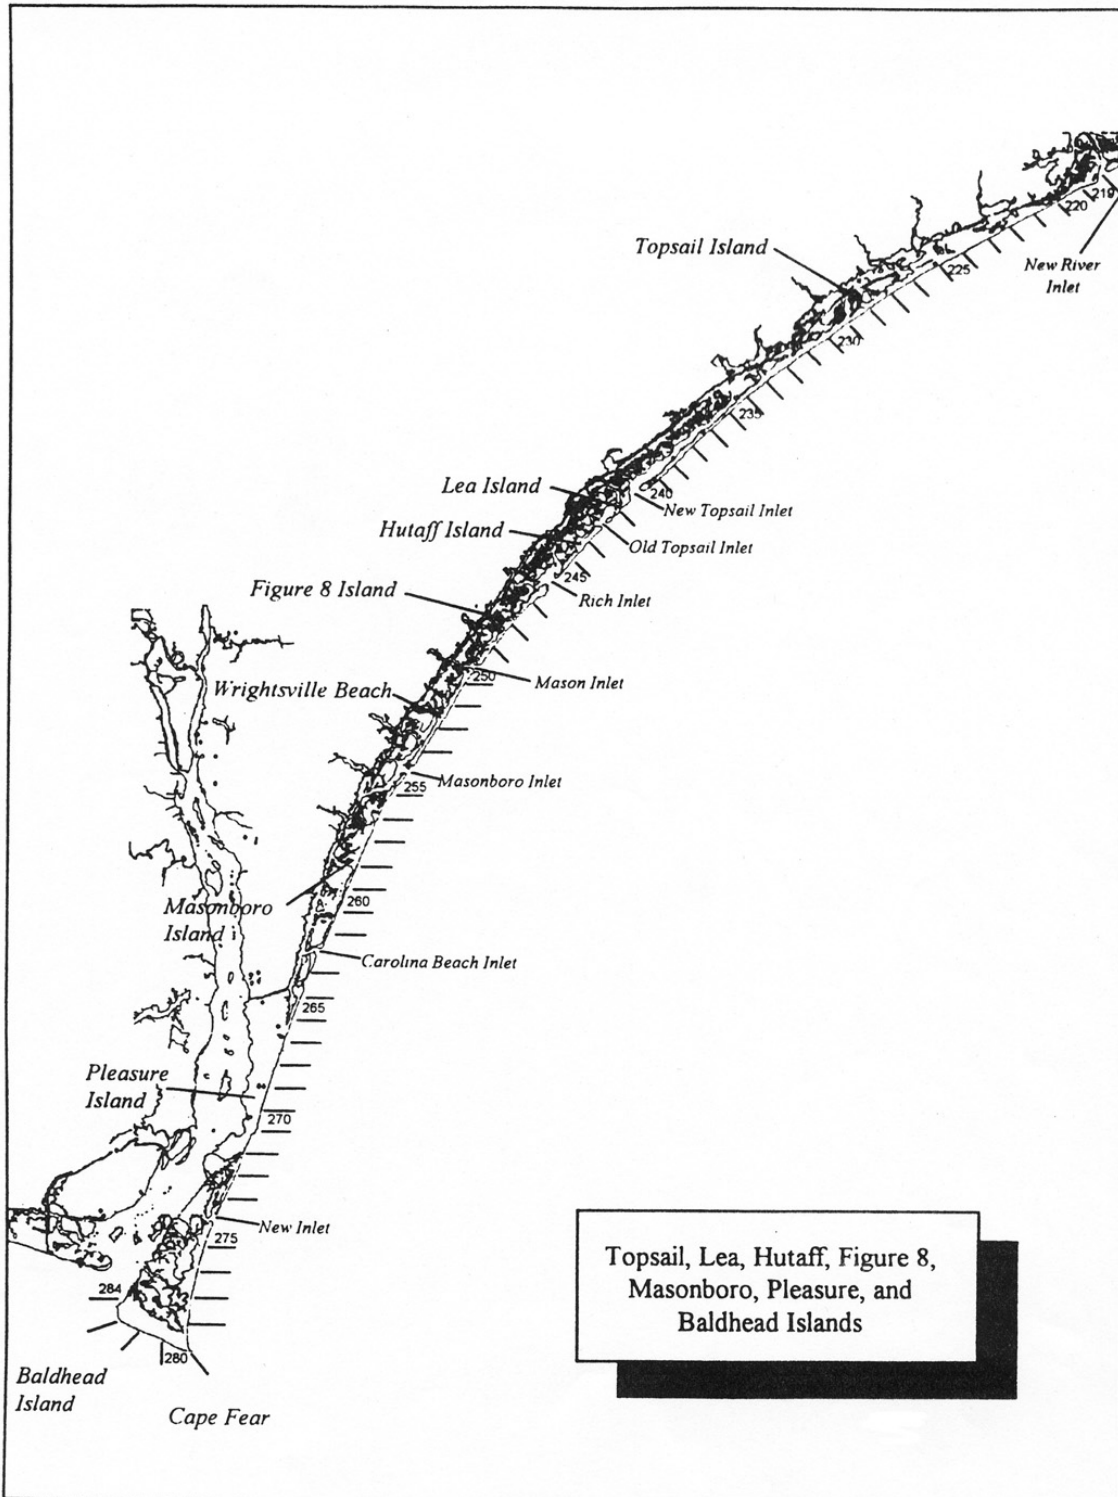 219
220
Topsail Island
225
New River
Inlet
230
235
Lea Island
240
New Topsail Inlet
Hutaff Island
Old Topsail Inlet
245
Figure 8 Island
Rich Inlet
250
Mason Inlet
Wrightsville Beach
Masonboro Inlet
255
260
Masonboro
Island
Carolina Beach Inlet
265
Pleasure
Island
270
New Inlet
275
Topsail, Lea, Hutaff, Figure 8,
Masonboro, Pleasure, and
Baldhead Islands
284
280
Baldhead
Island
Cape Fear